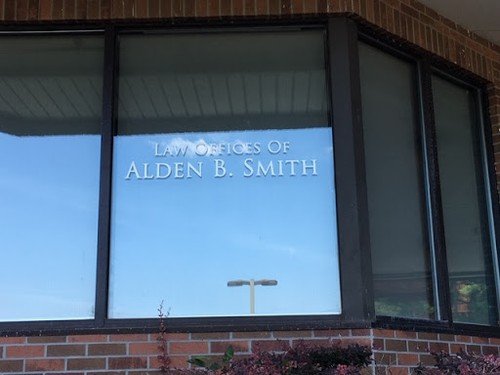 LAW OFFICES OF
ALDEN B. SMITH